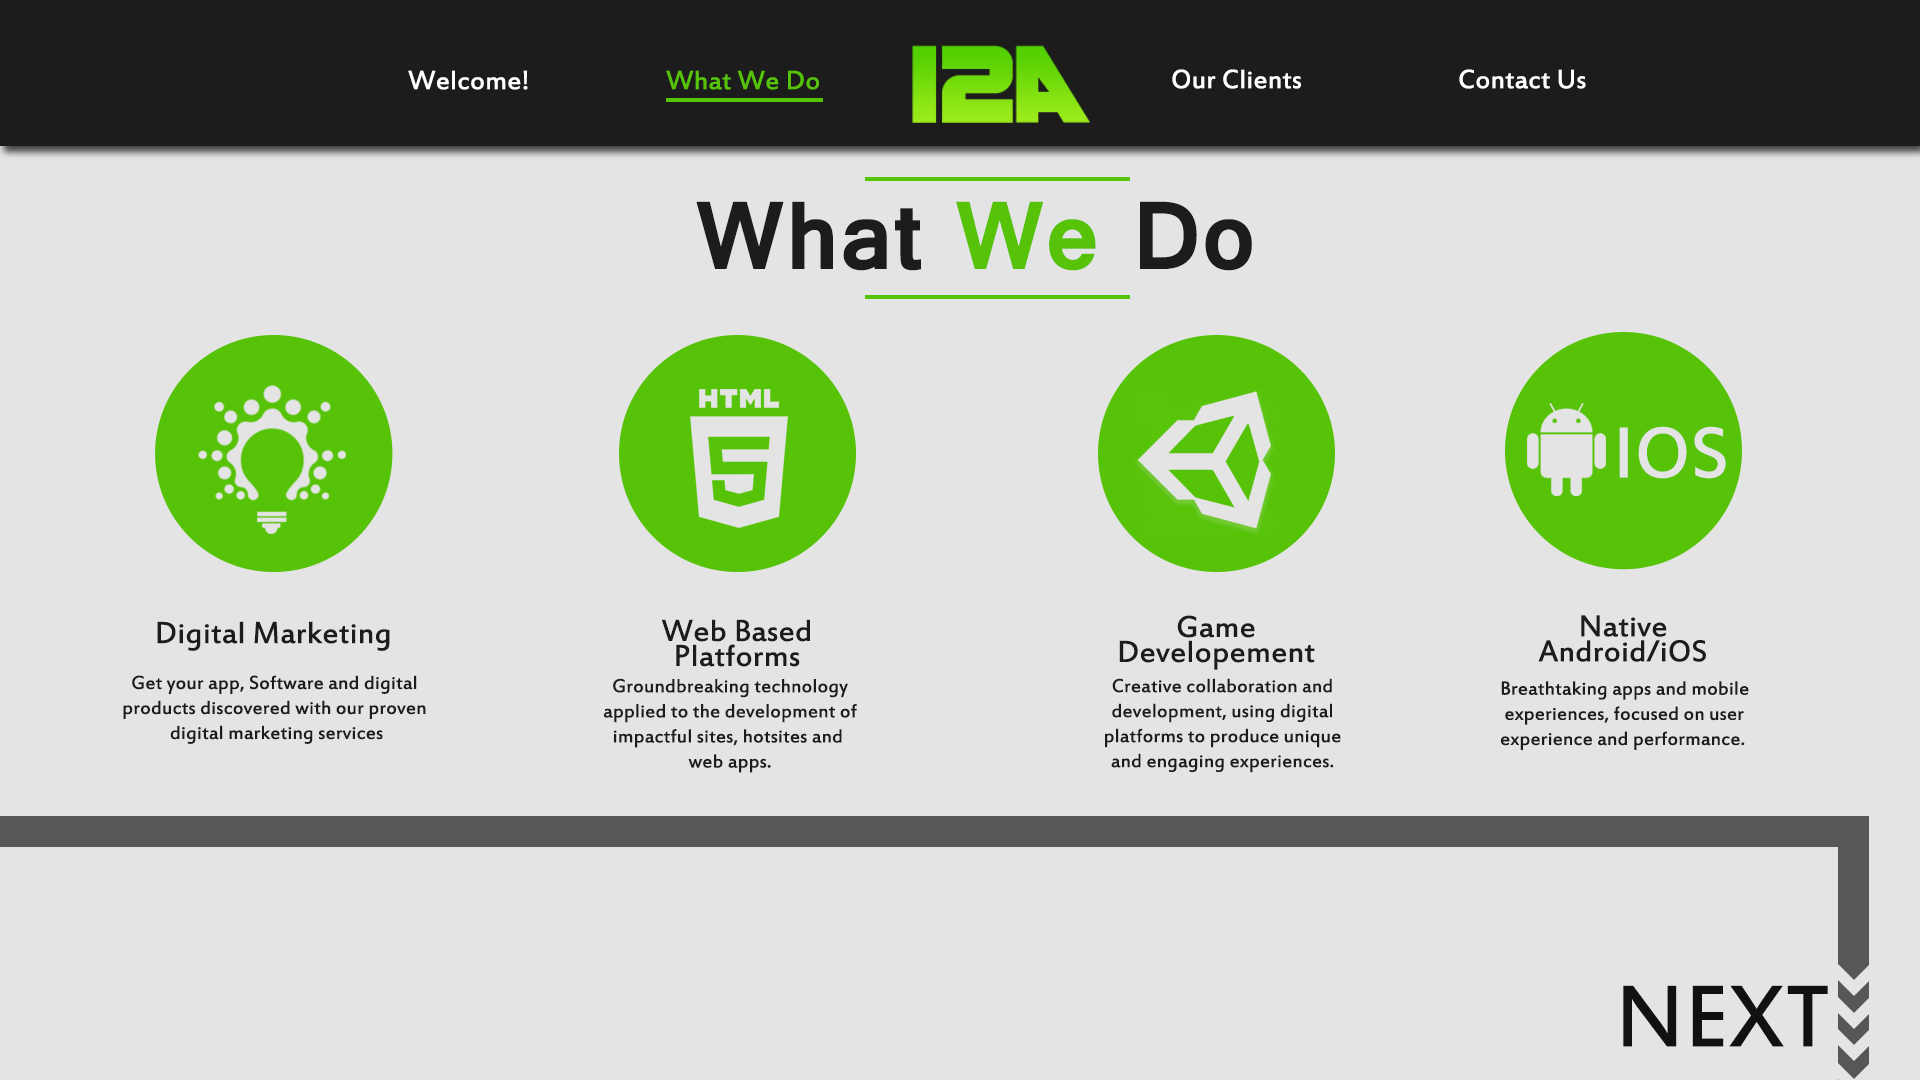 Welcome!
What We Do
I2A
Our Clients
Contact Us
What We Do
HTML
5
IOS
Digital Marketing
Get your app, Software and digital
products discovered with our proven
digital marketing services
Web Based
Platforms
Groundbreaking technology
applied to the development of
impactful sites, hotsites and
web apps.
Game
Developement
Creative collaboration and
development, using digital
platforms to produce unique
and engaging experiences.
Native
Android/iOS
Breathtaking apps and mobile
experiences, focused on user
experience and performance.
NEXT